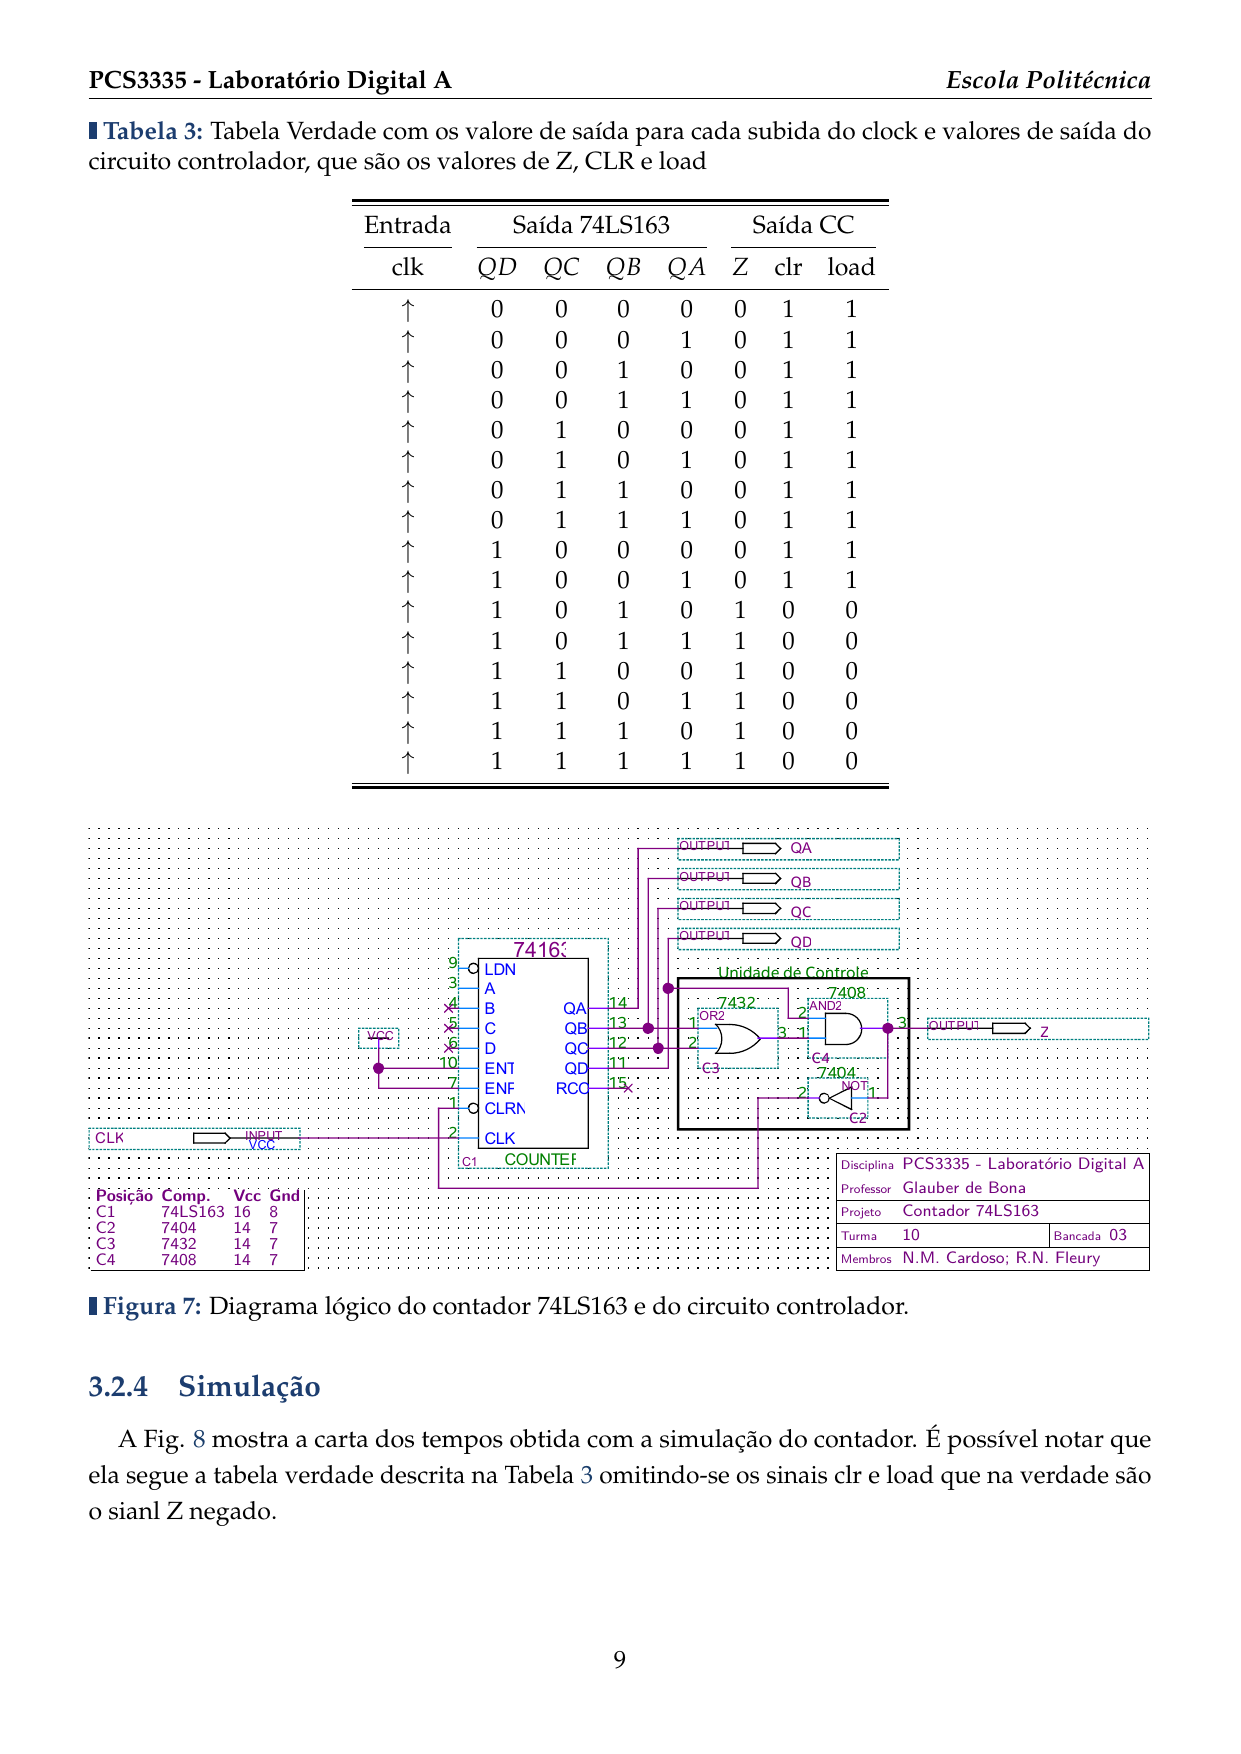 PCS3335 - Laboratório Digital A Escola Politécnica
Tabela 3: Tabela Verdade com os valore de saída para cada subida do clock e valores de saída do
circuito controlador, que são os valores de Z, CLR e load
Entrada Saída 74LS163 Saída CC
clk QD QC QB QA Z clr load
↑ 0 0 0 0 0 1 1
↑ 0 0 0 1 0 1 1
↑ 0 0 1 0 0 1 1
↑ 0 0 1 1 0 1 1
↑ 0 1 0 0 0 1 1
↑ 0 1 0 1 0 1 1
↑ 0 1 1 0 0 1 1
↑ 0 1 1 1 0 1 1
↑ 1 0 0 0 0 1 1
↑ 1 0 0 1 0 1 1
↑ 1 0 1 0 1 0 0
↑ 1 0 1 1 1 0 0
↑ 1 1 0 0 1 0 0
↑ 1 1 0 1 1 0 0
↑ 1 1 1 0 1 0 0
↑ 1 1 1 1 1 0 0
OUTPUT QA
OUTPUT QB
OUTPUT QC
OUTPUT QD
74163
9 LDN
3 A
4 B QA 14
5 C QB 13
6 D QC 12
10 ENT QD 11
7 ENP RCO 15
1 CLRN
2 CLK
C1 COUNTER
VCC
CLK INPUT
VCC
Unidade de Controle
7432
OR2
1 3
2
C3
7408
AND2
2 3
1
C4
7404
NOT
2 1
C2
OUTPUT Z
Posição Comp. Vcc Gnd
C1 74LS163 16 8
C2 7404 14 7
C3 7432 14 7
C4 7408 14 7
Disciplina PCS3335 - Laboratório Digital A
Professor Glauber de Bona
Projeto Contador 74LS163
Turma 10 Bancada 03
Membros N.M. Cardoso; R.N. Fleury
Figura 7: Diagrama lógico do contador 74LS163 e do circuito controlador.
3.2.4 Simulação
A Fig. 8 mostra a carta dos tempos obtida com a simulação do contador. É possível notar que
ela segue a tabela verdade descrita na Tabela 3 omitindo-se os sinais clr e load que na verdade são
o sianl Z negado.
9